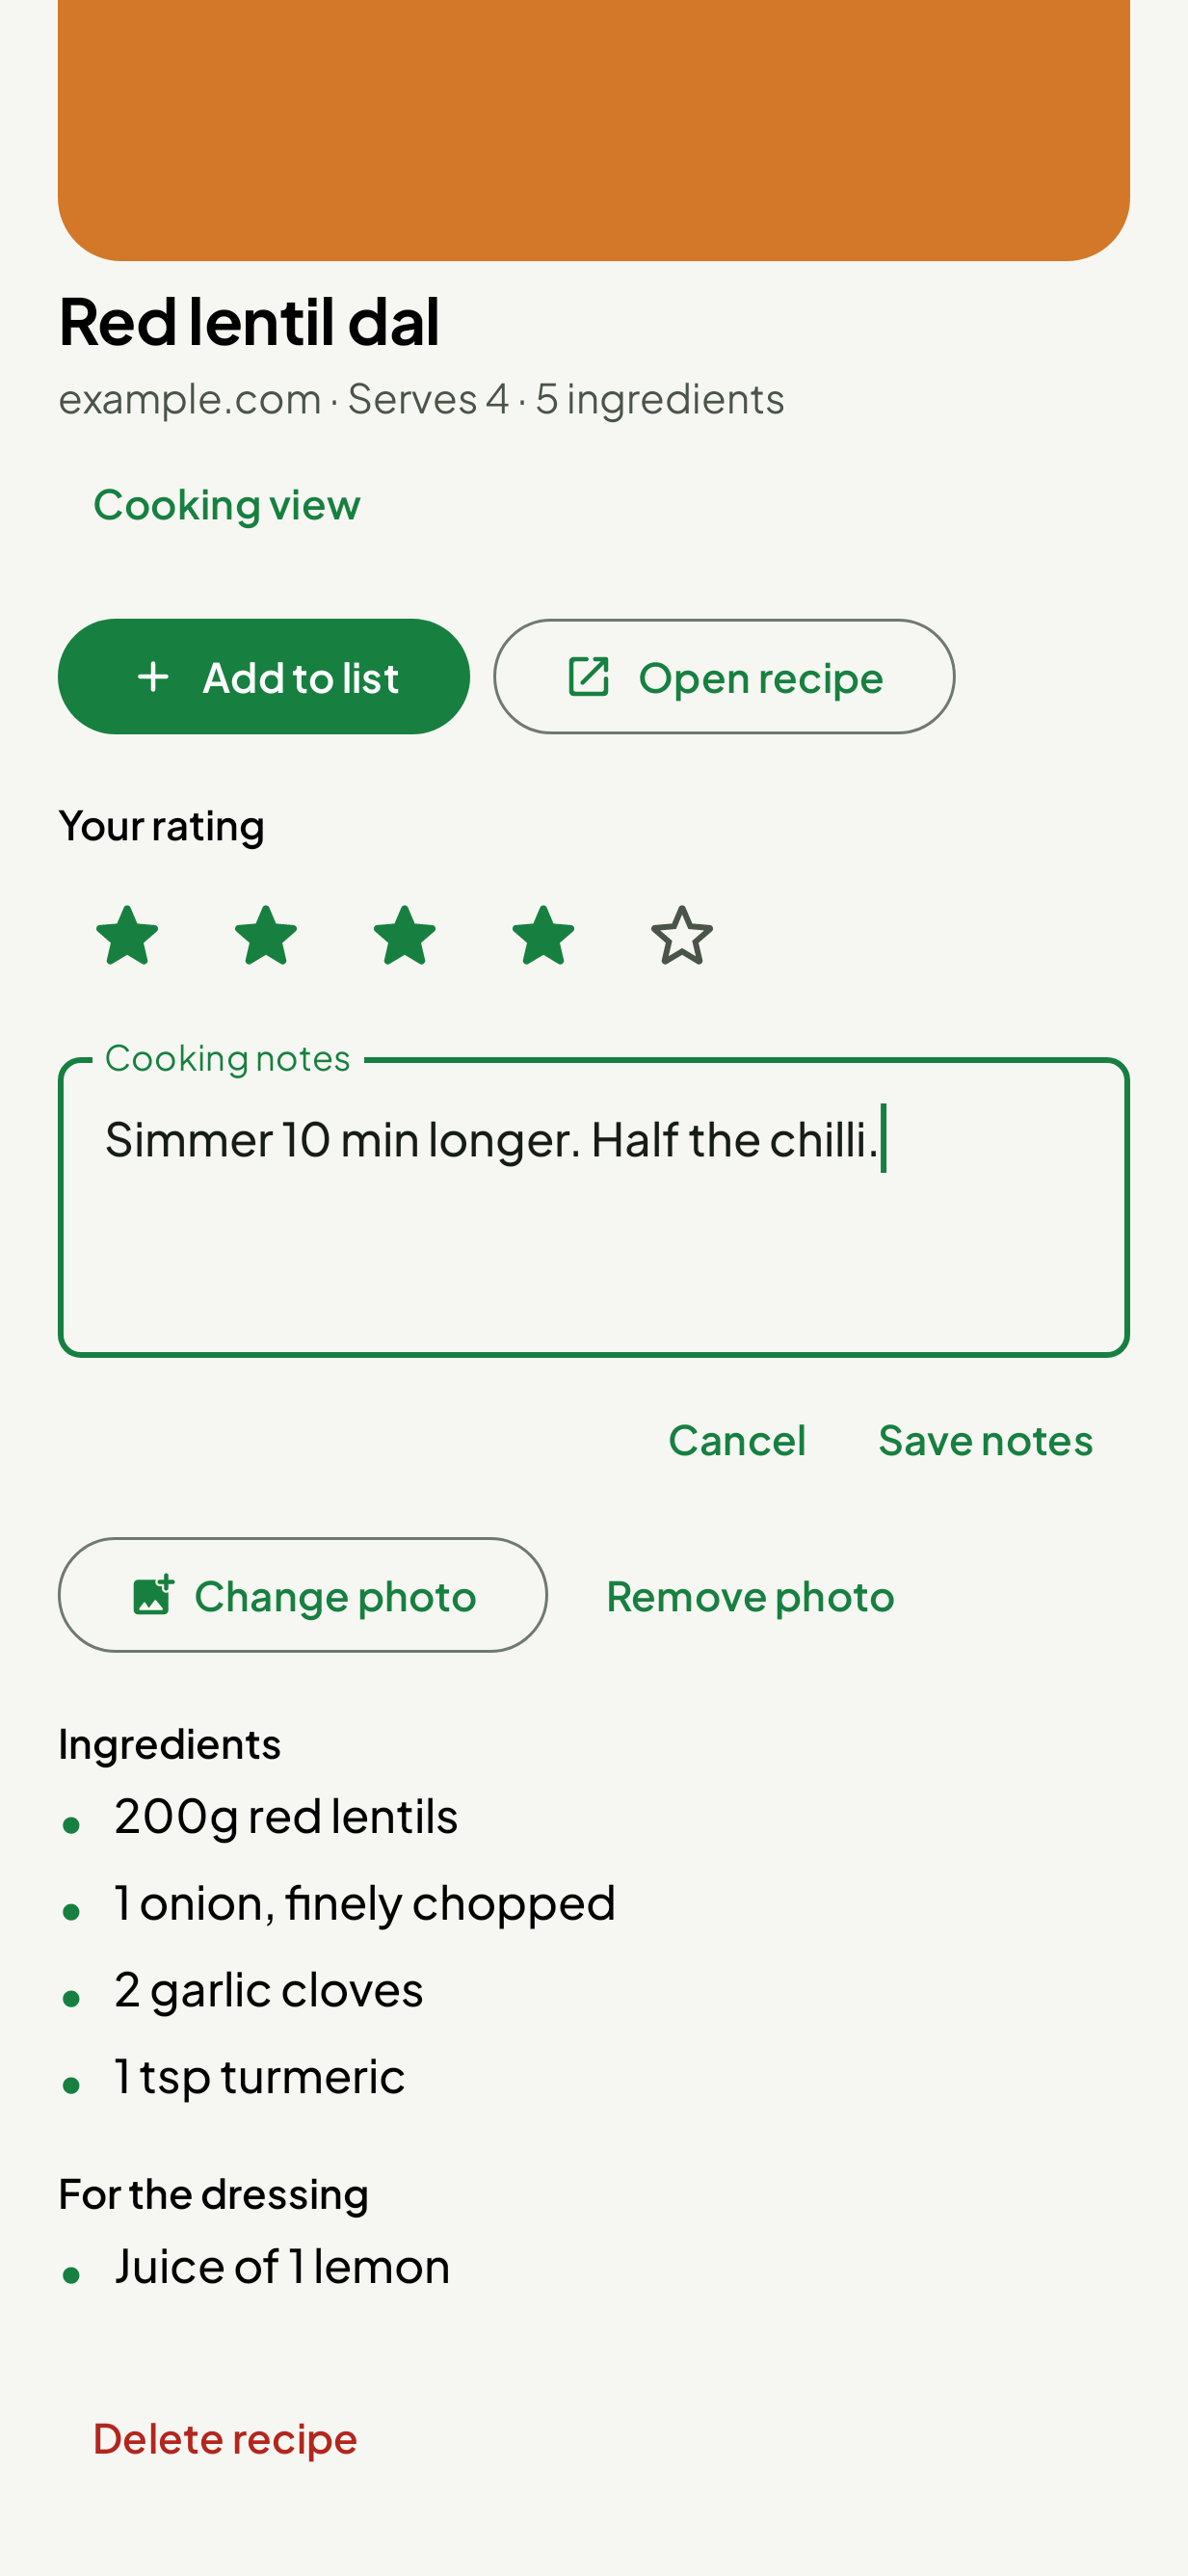 Red lentil dal
example.com · Serves 4 · 5 ingredients
Cooking view
Add to list
Open recipe
Your rating
Cooking notes
Simmer 10 min longer. Half the chilli.
Cancel
Save notes
Change photo
Remove photo
Ingredients
200g red lentils
1 onion, finely chopped
2 garlic cloves
1 tsp turmeric
For the dressing
Juice of 1 lemon
Delete recipe